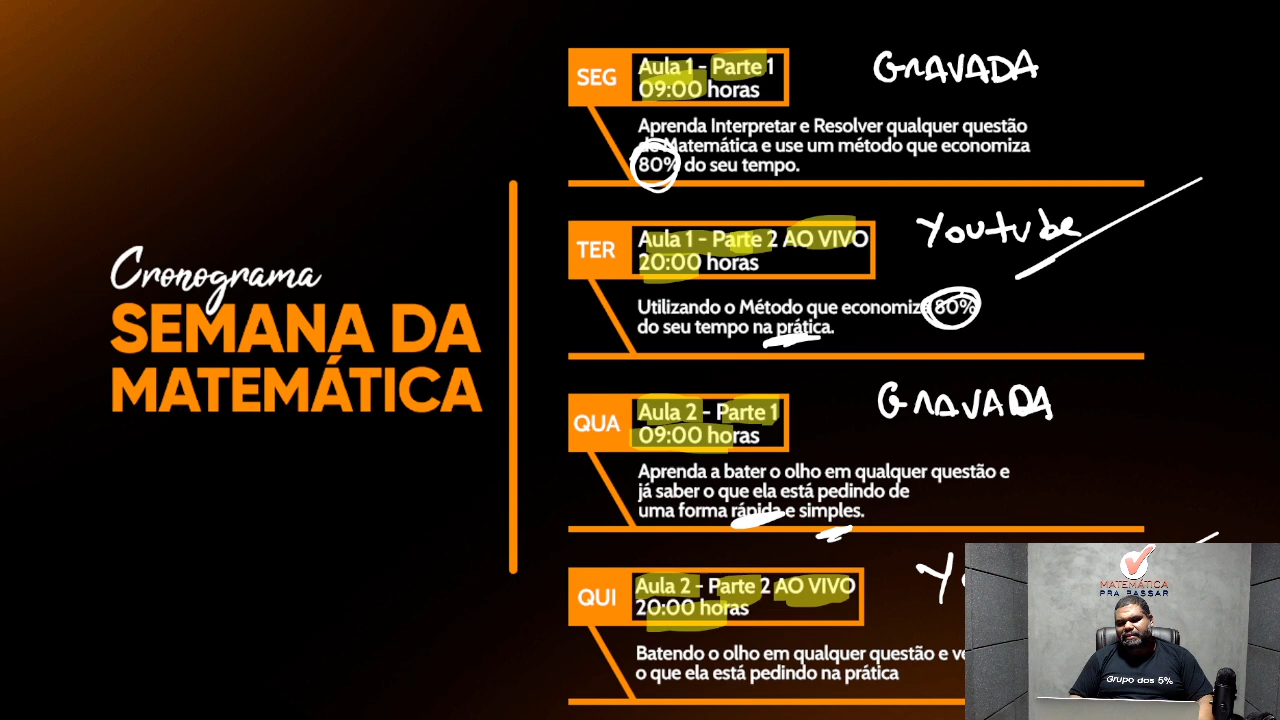 Cronograma
SEMANA DA
MATEMÁTICA
SEG
Aula 1 - Parte 1
09:00 horas
GRAVADA
Aprenda Interpretar e Resolver qualquer questão
de Matemática e use um método que economiza
80% do seu tempo.
TER
Aula 1 - Parte 2 AO VIVO
20:00 horas
Youtube
Utilizando o Método que economiza 80%
do seu tempo na prática.
QUA
Aula 2 - Parte 1
09:00 horas
GRAVADA
Aprenda a bater o olho em qualquer questão e
já saber o que ela está pedindo de
uma forma rápida e simples.
QUI
Aula 2 - Parte 2 AO VIVO
20:00 horas
Batendo o olho em qualquer questão e
o que ela está pedindo na prática
MATEMÁTICA
PRA PASSAR
Grupo dos 5%